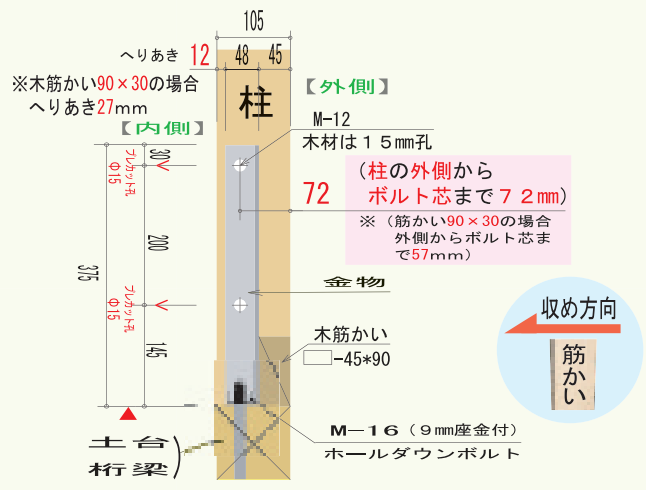 105
へりあき 12 48 45
※木筋かい90×30の場合
へりあき27mm
【外側】
【内側】
柱
M-12
木材は15㎜孔
72
（柱の外側から
ボルト芯まで72㎜）
※（筋かい90×30の場合
外側からボルト芯ま
で57mm）
30
プレカット孔
Φ15
200
375
プレカット孔
Φ15
145
金物
木筋かい
-45*90
収め方向
筋かい
M－16（9㎜座金付）
ホールダウンボルト
土台
桁梁